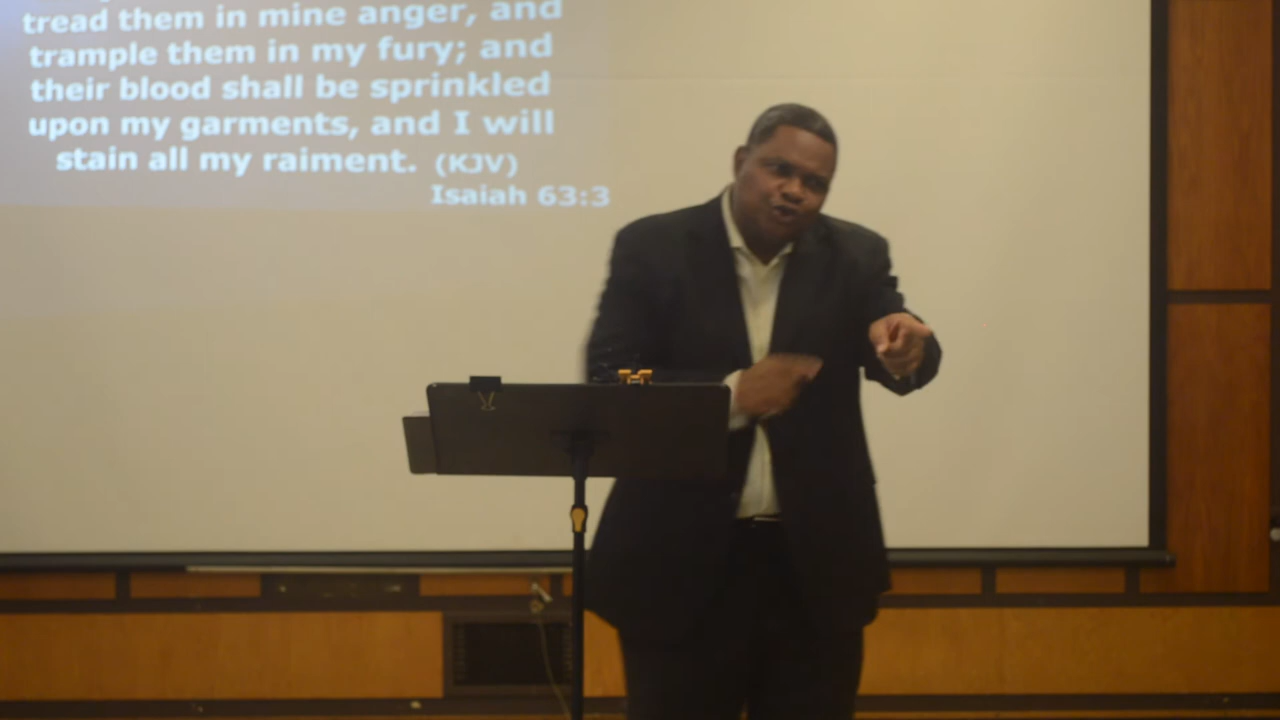 tread them in mine anger, and
trample them in my fury; and
their blood shall be sprinkled
upon my garments, and I will
stain all my raiment. (KJV)
Isaiah 63:3